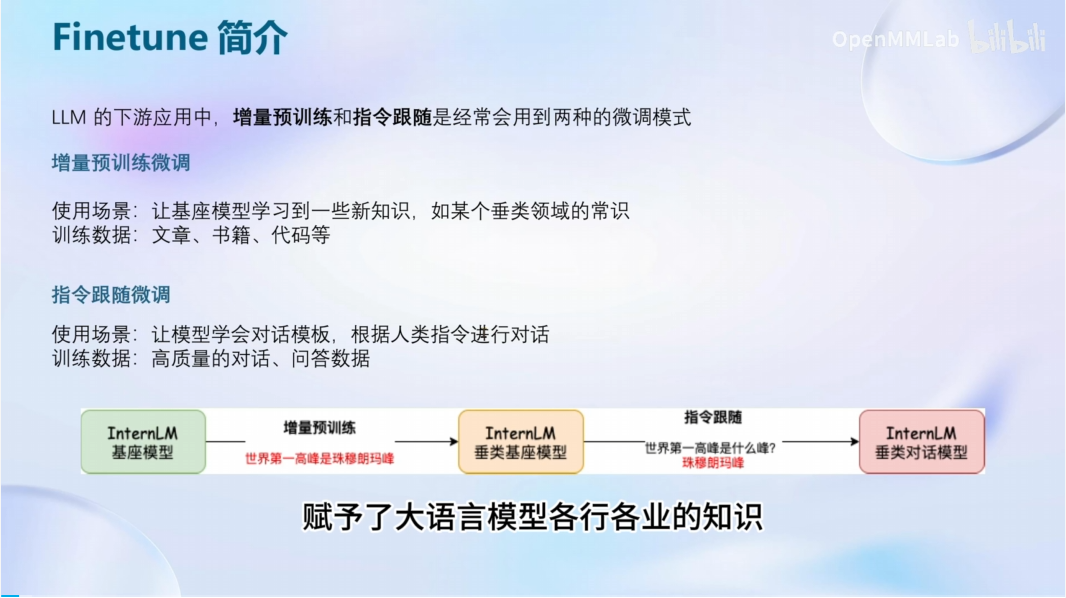 Finetune 简介
OpenMMLab bilibili
LLM 的下游应用中，增量预训练和指令跟随是经常会用到两种的微调模式
增量预训练微调
使用场景：让基座模型学习到一些新知识，如某个垂类领域的常识
训练数据：文章、书籍、代码等
指令跟随微调
使用场景：让模型学会对话模板，根据人类指令进行对话
训练数据：高质量的对话、问答数据
InternLM
基座模型
增量预训练
世界第一高峰是珠穆朗玛峰
InternLM
垂类基座模型
指令跟随
世界第一高峰是什么峰?
珠穆朗玛峰
InternLM
垂类对话模型
赋予了大语言模型各行各业的知识